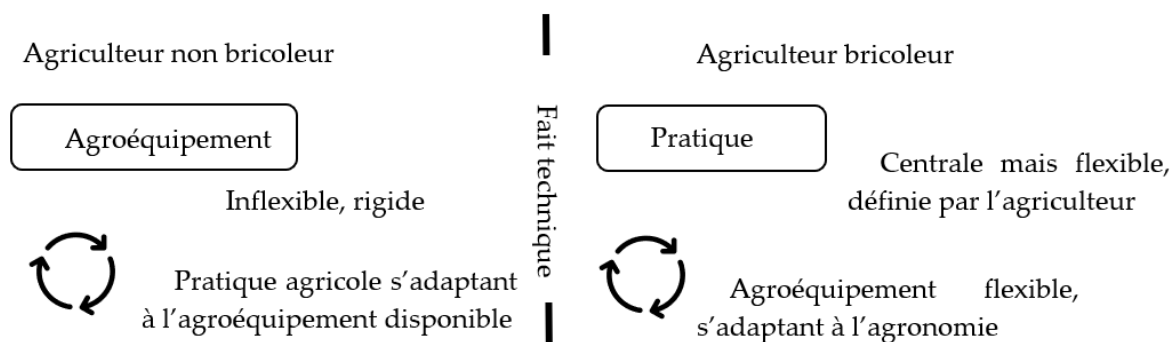 Agriculteur non bricoleur
Agroéquipement
Inflexible, rigide
Pratique agricole s’adaptant
à l’agroéquipement disponible
Fait technique
Agriculteur bricoleur
Pratique
Centrale mais flexible,
définie par l’agriculteur
Agroéquipement flexible,
s’adaptant à l’agronomie